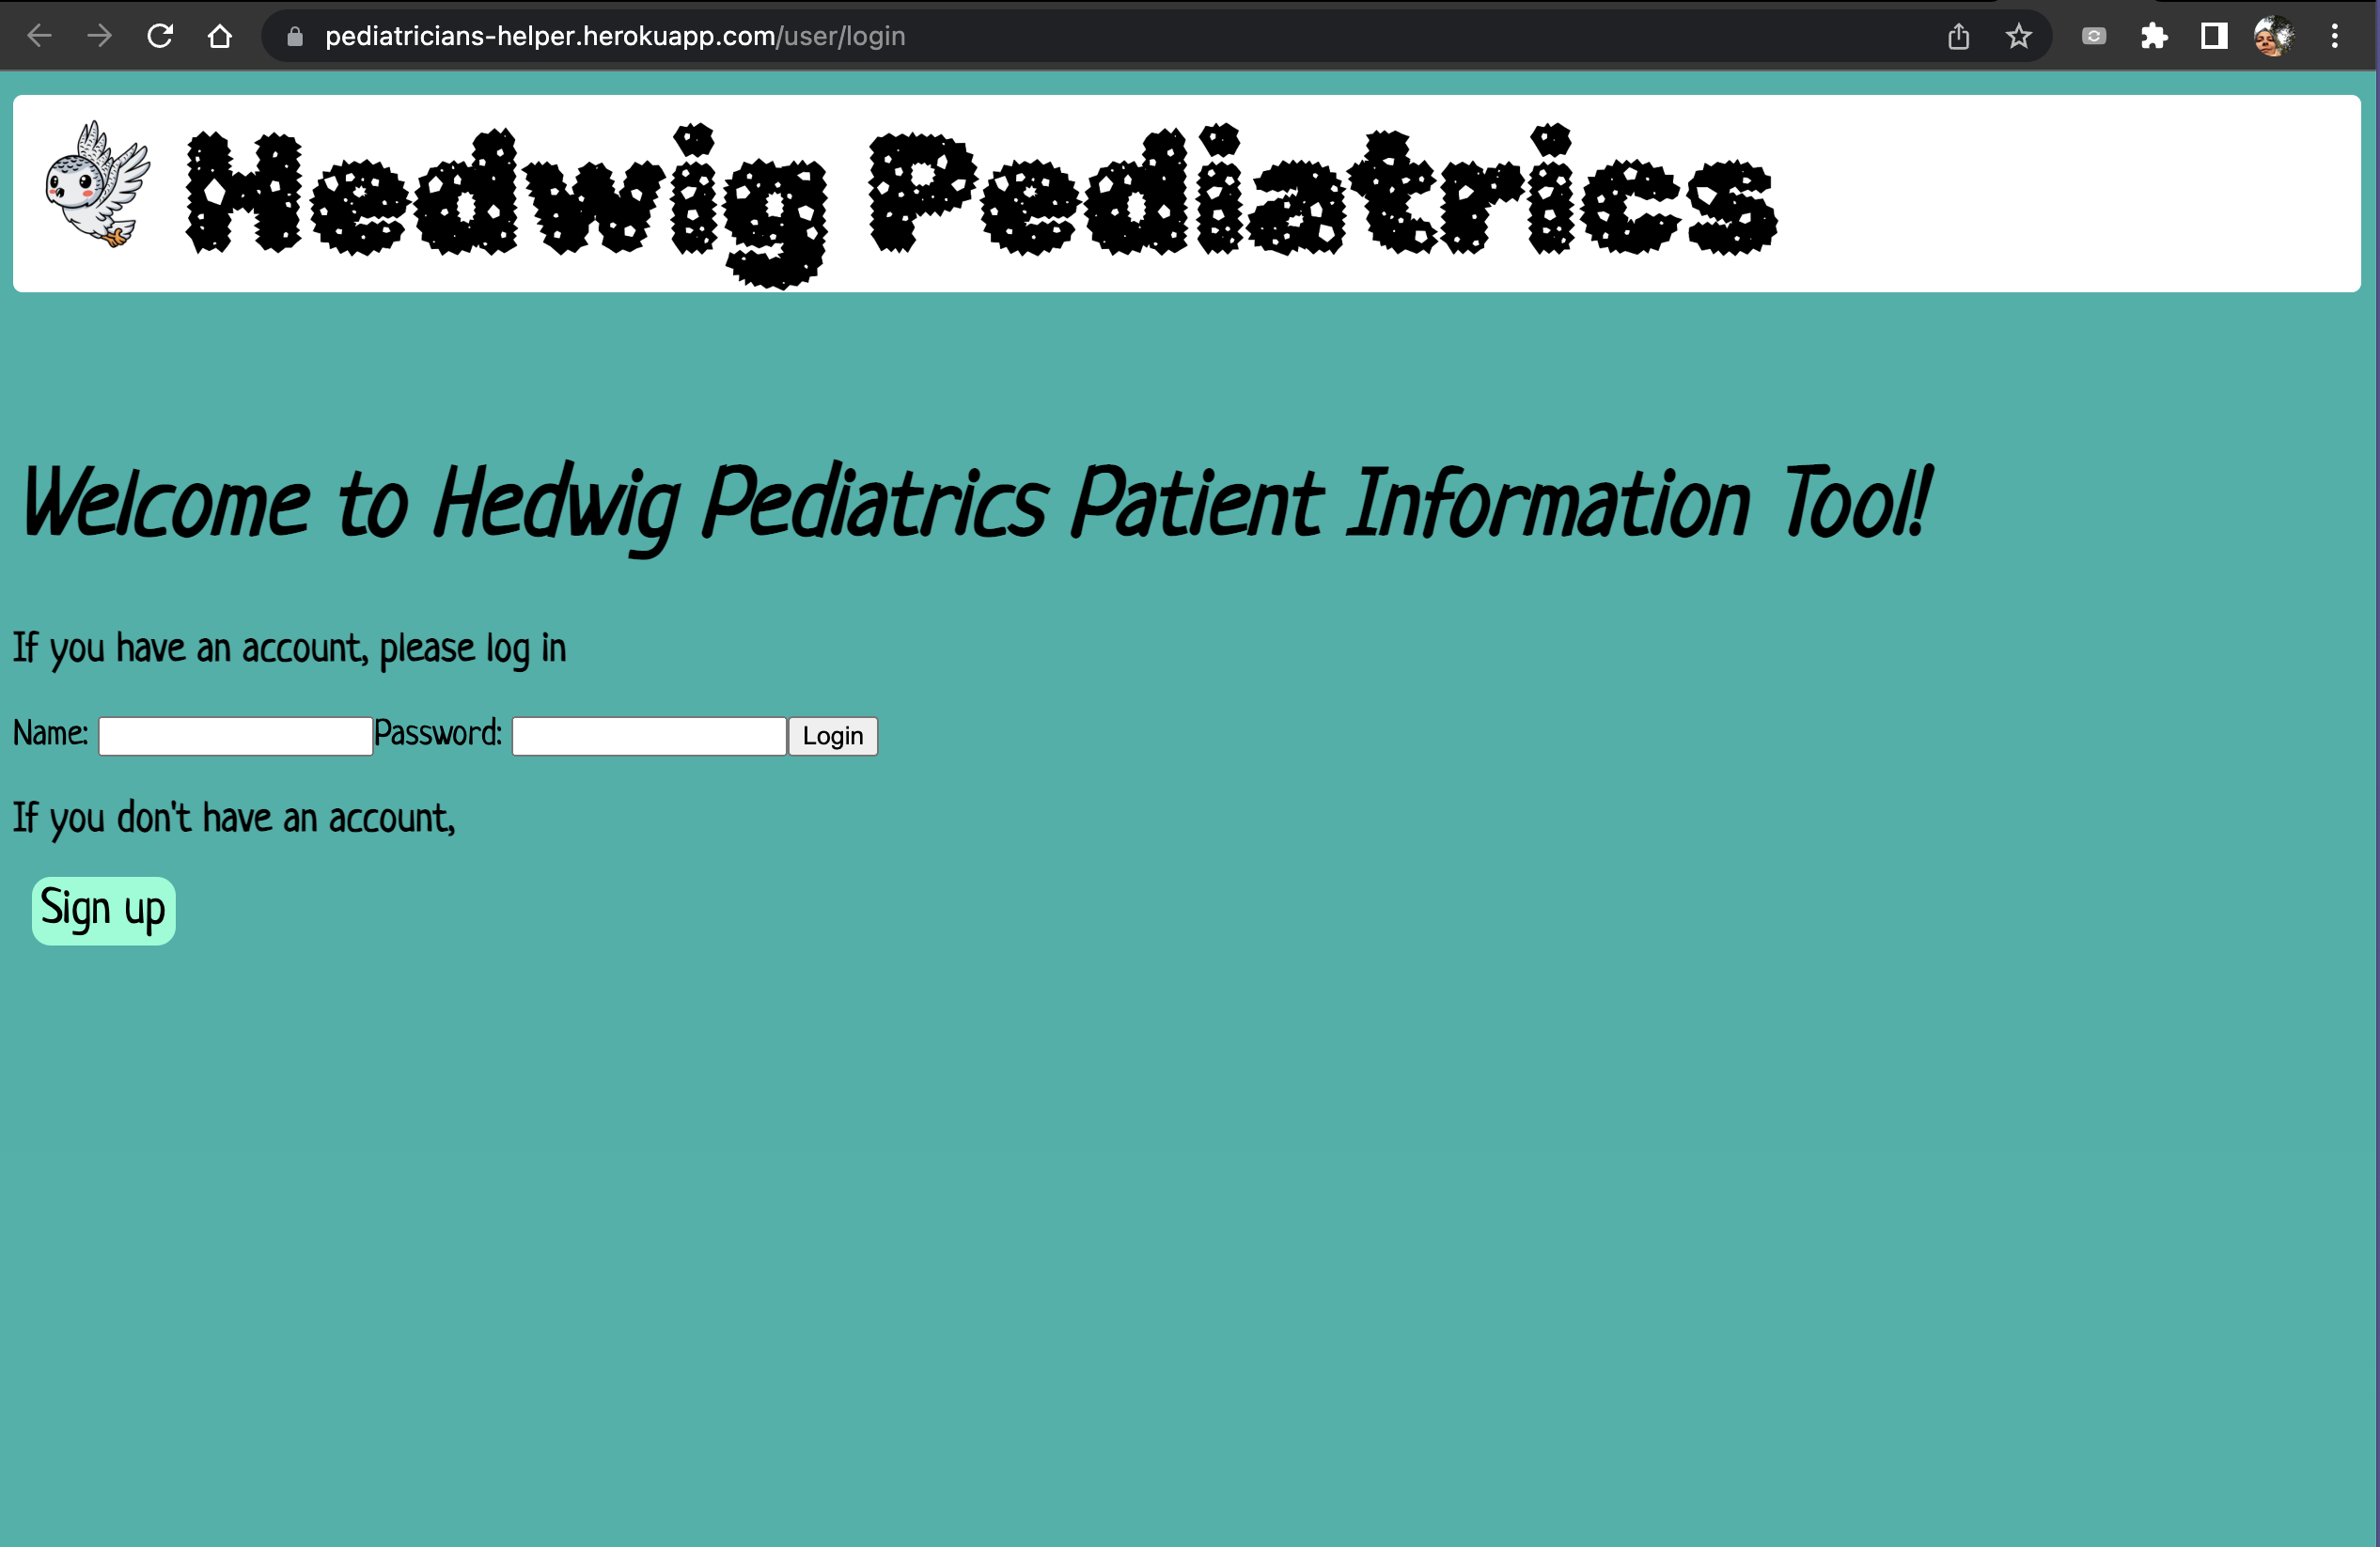 pediatricians-helper.herokuapp.com/user/login
Hedwig Pediatrics
Welcome to Hedwig Pediatrics Patient Information Tool!
If you have an account, please log in
Name: Password: Login
If you don't have an account,
Sign up